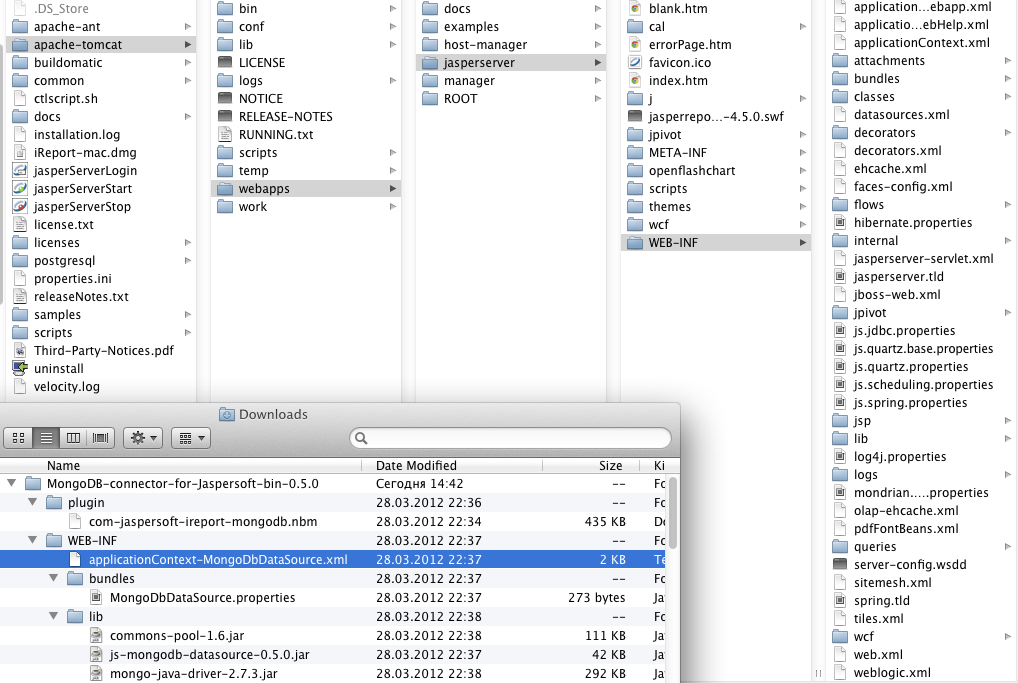 .DS_Store
apache-ant
apache-tomcat
buildomatic
common
ctlscript.sh
docs
installation.log
iReport-mac.dmg
jasperServerLogin
jasperServerStart
jasperServerStop
license.txt
licenses
postgresql
properties.ini
releaseNotes.txt
samples
scripts
Third-Party-Notices.pdf
uninstall
velocity.log
bin
conf
lib
LICENSE
logs
NOTICE
RELEASE-NOTES
RUNNING.txt
scripts
temp
webapps
work
docs
examples
host-manager
jasperserver
manager
ROOT
blank.htm
cal
errorPage.htm
favicon.ico
index.htm
j
jasperrepo...-4.5.0.swf
jpivot
META-INF
openflashchart
scripts
themes
wcf
WEB-INF
application...ebapp.xml
applicatio...ebHelp.xml
applicationContext.xml
attachments
bundles
classes
datasources.xml
decorators
decorators.xml
ehcache.xml
faces-config.xml
flows
hibernate.properties
internal
jasperserver-servlet.xml
jasperserver.tld
jboss-web.xml
jpivot
js.jdbc.properties
js.quartz.base.properties
js.quartz.properties
js.scheduling.properties
js.spring.properties
jsp
lib
log4j.properties
logs
mondrian.....properties
olap-ehcache.xml
pdfFontBeans.xml
queries
server-config.wsdd
sitemesh.xml
spring.tld
tiles.xml
wcf
web.xml
weblogic.xml
Downloads
Name Date Modified Size Ki
MongoDB-connector-for-Jaspersoft-bin-0.5.0 Сегодня 14:42 -- Fo
plugin 28.03.2012 22:36 -- Fo
com-jaspersoft-ireport-mongodb.nbm 28.03.2012 22:34 435 KB Do
WEB-INF 28.03.2012 22:37 -- Fo
applicationContext-MongoDbDataSource.xml 28.03.2012 22:37 2 KB Te
bundles 28.03.2012 22:37 -- Fo
MongoDbDataSource.properties 28.03.2012 22:37 273 bytes Ja
lib 28.03.2012 22:38 -- Fo
commons-pool-1.6.jar 28.03.2012 22:38 111 KB Ja
js-mongodb-datasource-0.5.0.jar 28.03.2012 22:37 42 KB Ja
mongo-java-driver-2.7.3.jar 28.03.2012 22:38 292 KB Ja